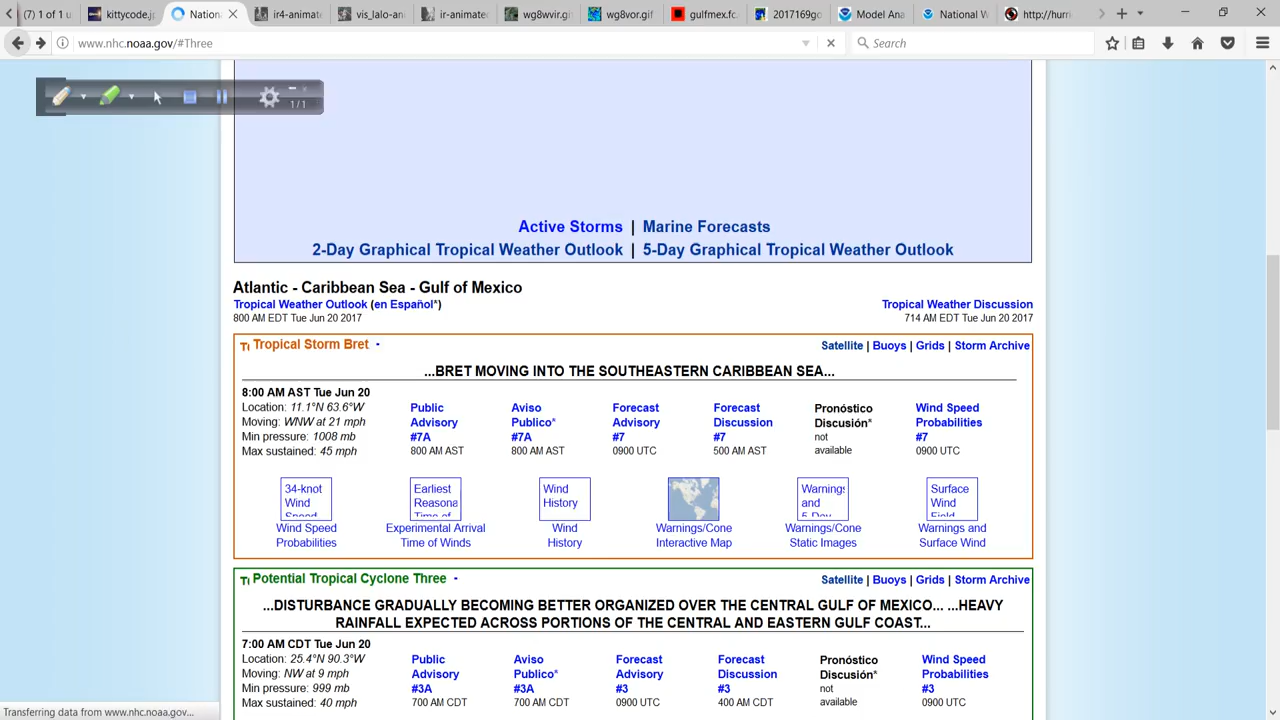 (7) 1 of 1
kittycode.j
Nation
ir4-animat
vis_lalo-an
ir-animate
wg8wvir.gi
wg8vor.gif
gulfmex.fc.
2017169go
Model Ana
National W
http://hurri
www.nhc.noaa.gov/#Three
Search
1/1
Active Storms | Marine Forecasts
2-Day Graphical Tropical Weather Outlook | 5-Day Graphical Tropical Weather Outlook
Atlantic - Caribbean Sea - Gulf of Mexico
Tropical Weather Outlook (en Español*)
Tropical Weather Discussion
800 AM EDT Tue Jun 20 2017
714 AM EDT Tue Jun 20 2017
Tropical Storm Bret
Satellite | Buoys | Grids | Storm Archive
...BRET MOVING INTO THE SOUTHEASTERN CARIBBEAN SEA...
8:00 AM AST Tue Jun 20
Location: 11.1°N 63.6°W
Moving: WNW at 21 mph
Min pressure: 1008 mb
Max sustained: 45 mph
Public
Advisory
#7A
800 AM AST
Aviso
Publico*
#7A
800 AM AST
Forecast
Advisory
#7
0900 UTC
Forecast
Discussion
#7
500 AM AST
Pronóstico
Discusión*
not
available
Wind Speed
Probabilities
#7
0900 UTC
34-knot
Wind
Speed
Wind Speed
Probabilities
Earliest
Reasona
Time of
Experimental Arrival
Time of Winds
Wind
History
Wind
History
Warnings/Cone
Interactive Map
Warnings
and
5-Day
Warnings/Cone
Static Images
Surface
Wind
Field
Warnings and
Surface Wind
Potential Tropical Cyclone Three
Satellite | Buoys | Grids | Storm Archive
...DISTURBANCE GRADUALLY BECOMING BETTER ORGANIZED OVER THE CENTRAL GULF OF MEXICO... ...HEAVY
RAINFALL EXPECTED ACROSS PORTIONS OF THE CENTRAL AND EASTERN GULF COAST...
7:00 AM CDT Tue Jun 20
Location: 25.4°N 90.3°W
Moving: NW at 9 mph
Min pressure: 999 mb
Max sustained: 40 mph
Public
Advisory
#3A
700 AM CDT
Aviso
Publico*
#3A
700 AM CDT
Forecast
Advisory
#3
0900 UTC
Forecast
Discussion
#3
400 AM CDT
Pronóstico
Discusión*
not
available
Wind Speed
Probabilities
#3
0900 UTC
Transferring data from www.nhc.noaa.gov...